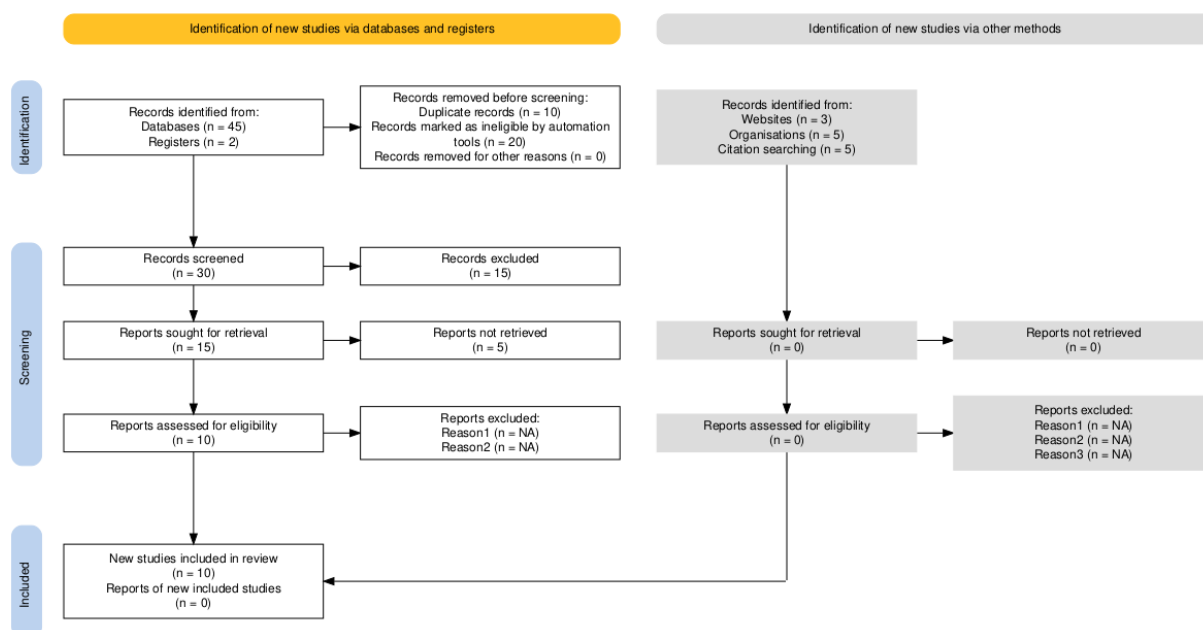 Identification of new studies via databases and registers
Identification of new studies via other methods
Identification
Records identified from:
Databases (n = 45)
Registers (n = 2)
Records removed before screening:
Duplicate records (n = 10)
Records marked as ineligible by automation
tools (n = 20)
Records removed for other reasons (n = 0)
Records identified from:
Websites (n = 3)
Organisations (n = 5)
Citation searching (n = 5)
Screening
Records screened
(n = 30)
Records excluded
(n = 15)
Reports sought for retrieval
(n = 15)
Reports not retrieved
(n = 5)
Reports sought for retrieval
(n = 0)
Reports not retrieved
(n = 0)
Reports assessed for eligibility
(n = 10)
Reports excluded:
Reason1 (n = NA)
Reason2 (n = NA)
Reports assessed for eligibility
(n = 0)
Reports excluded:
Reason1 (n = NA)
Reason2 (n = NA)
Reason3 (n = NA)
Included
New studies included in review
(n = 10)
Reports of new included studies
(n = 0)